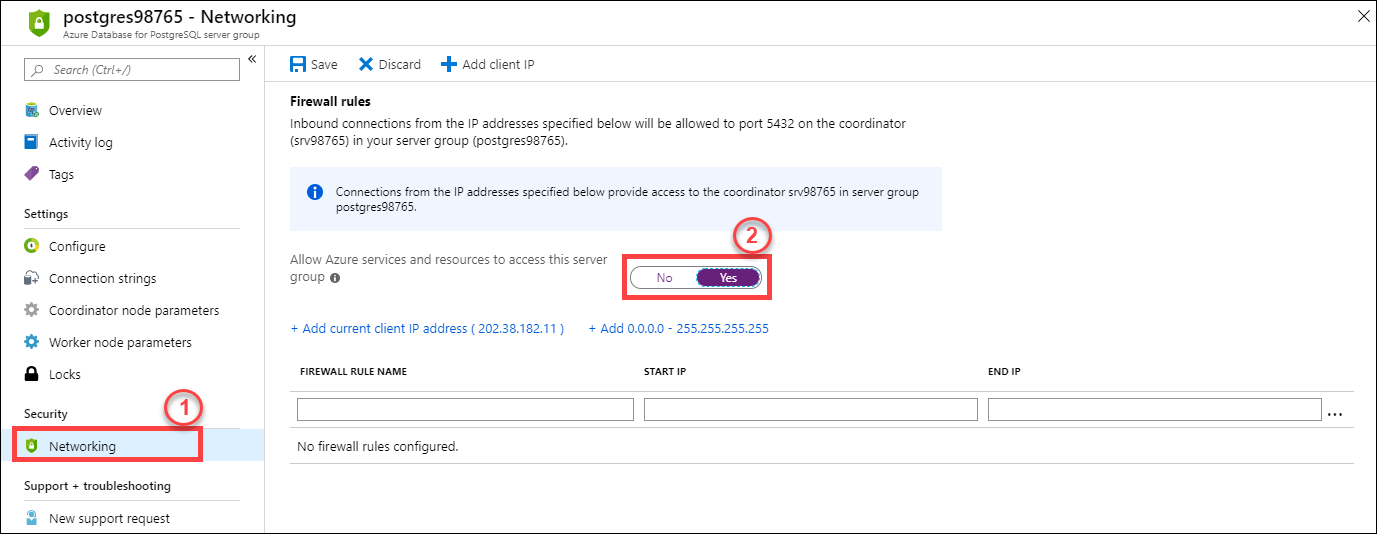 postgres98765 - Networking
Azure Database for PostgreSQL server group
Search (Ctrl+/)
«
Overview
Activity log
Tags
Settings
Configure
Connection strings
Coordinator node parameters
Worker node parameters
Locks
Security
1
Networking
Support + troubleshooting
New support request
Save
Discard
Add client IP
Firewall rules
Inbound connections from the IP addresses specified below will be allowed to port 5432 on the coordinator
(srv98765) in your server group (postgres98765).
Connections from the IP addresses specified below provide access to the coordinator srv98765 in server group
postgres98765.
2
Allow Azure services and resources to access this server
group
No Yes
+ Add current client IP address ( 202.38.182.11 ) + Add 0.0.0.0 - 255.255.255.255
FIREWALL RULE NAME START IP END IP
...
No firewall rules configured.